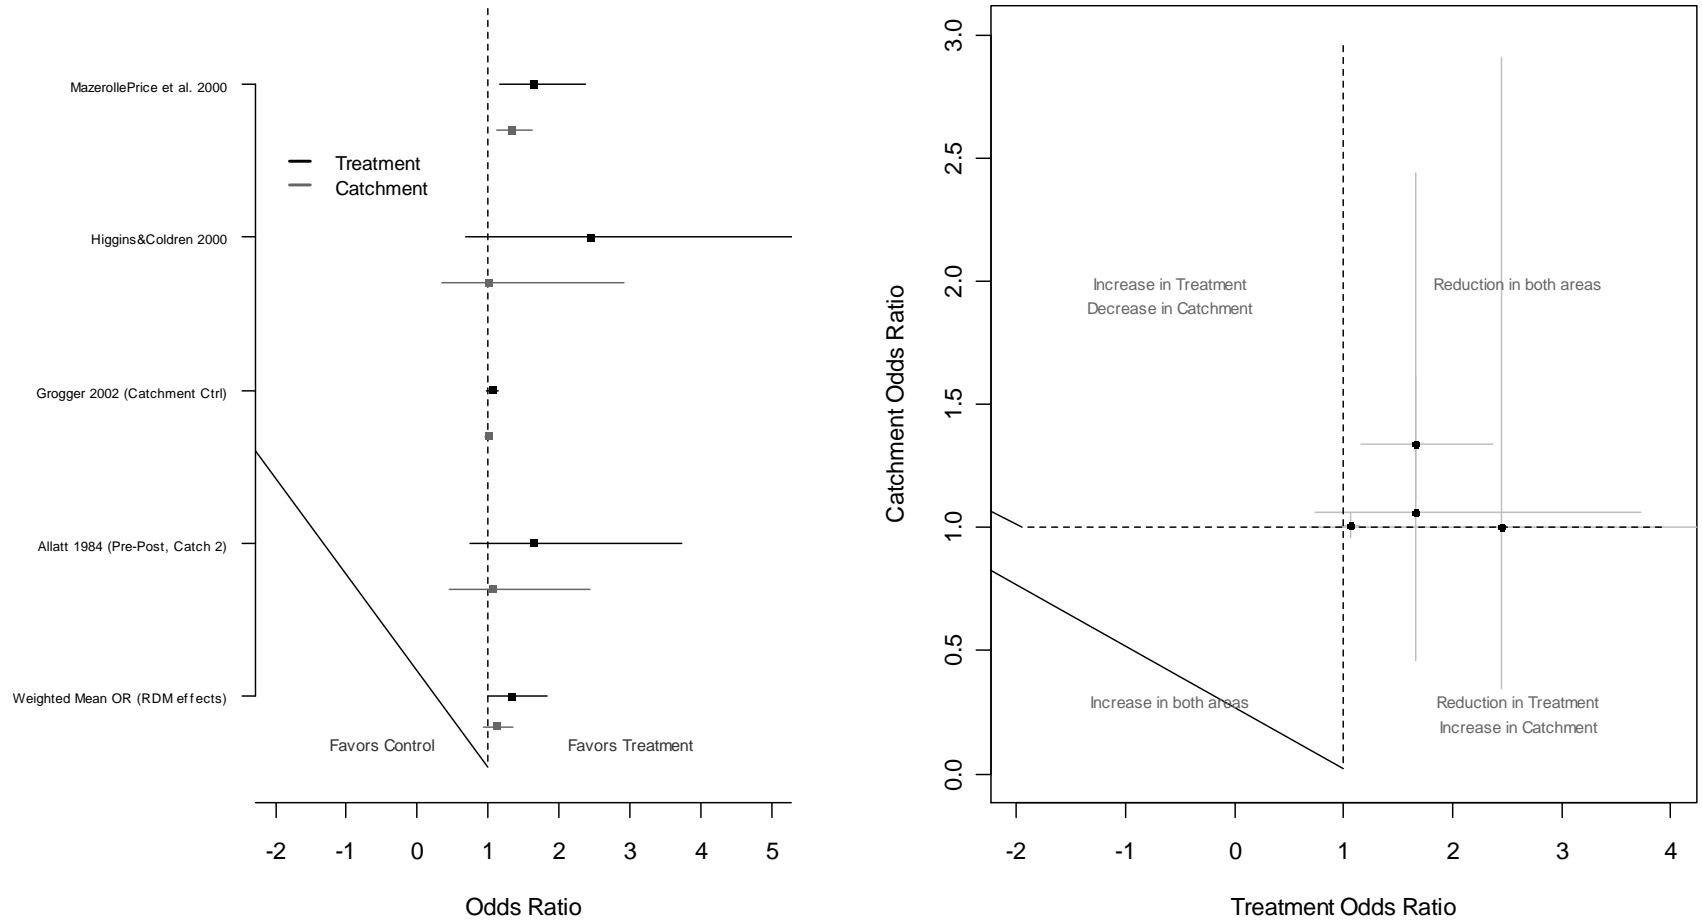 MazerollePrice et al. 2000
Treatment
Catchment
Higgins&Coldren 2000
Grogger 2002 (Catchment Ctrl)
Allatt 1984 (Pre-Post, Catch 2)
Weighted Mean OR (RDM effects)
Favors Control
Favors Treatment
-2 -1 0 1 2 3 4 5
Odds Ratio
3.0
2.5
2.0
1.5
1.0
0.5
0.0
Catchment Odds Ratio
Increase in Treatment
Decrease in Catchment
Reduction in both areas
Increase in both areas
Reduction in Treatment
Increase in Catchment
-2 -1 0 1 2 3 4
Treatment Odds Ratio